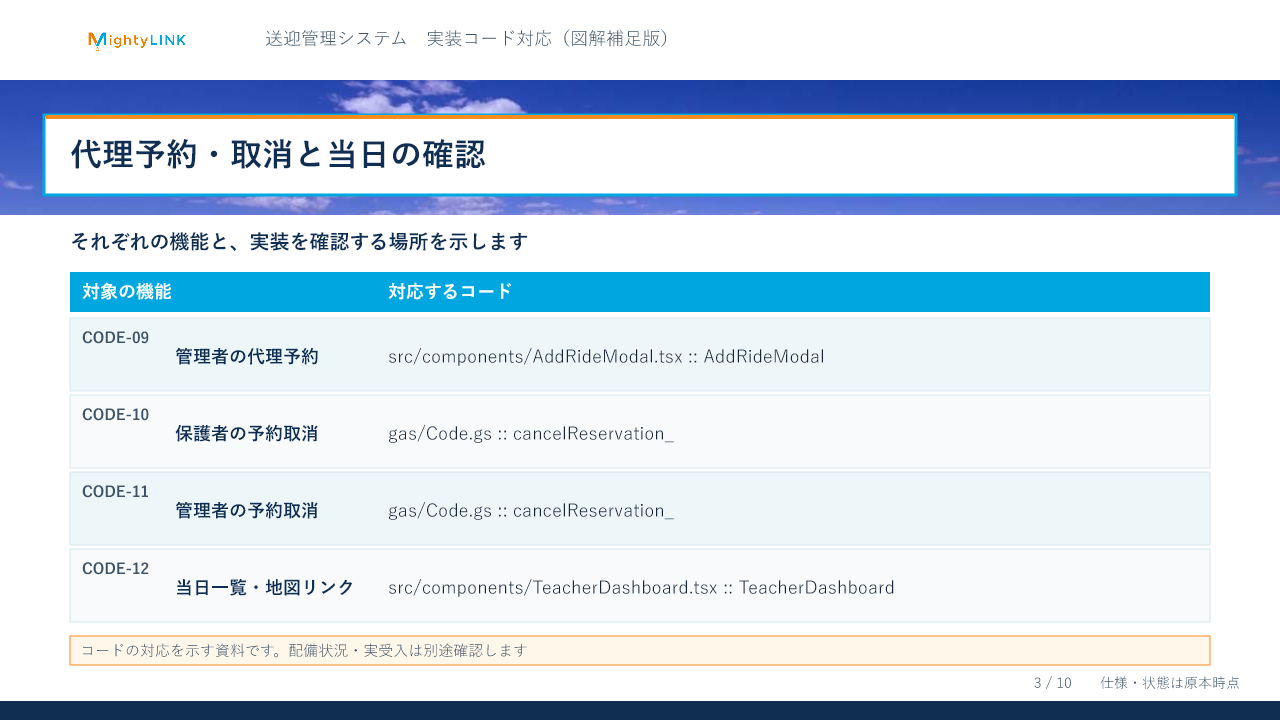 MightyLINK
送迎管理システム　実装コード対応（図解補足版）
代理予約・取消と当日の確認
それぞれの機能と、実装を確認する場所を示します
対象の機能　対応するコード
CODE-09
管理者の代理予約　src/components/AddRideModal.tsx :: AddRideModal
CODE-10
保護者の予約取消　gas/Code.gs :: cancelReservation_
CODE-11
管理者の予約取消　gas/Code.gs :: cancelReservation_
CODE-12
当日一覧・地図リンク　src/components/TeacherDashboard.tsx :: TeacherDashboard
コードの対応を示す資料です。配備状況・実受入は別途確認します
3 / 10　仕様・状態は原本時点